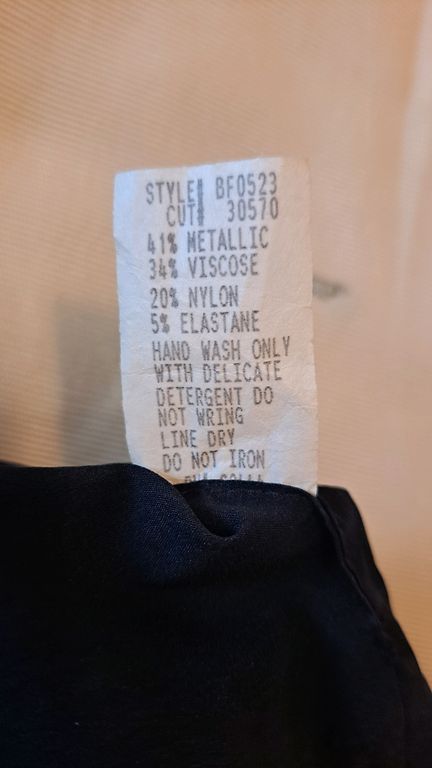 STYLE# BF0523
CUT# 30570
41% METALLIC
34% VISCOSE
20% NYLON
5% ELASTANE
HAND WASH ONLY
WITH DELICATE
DETERGENT DO
NOT WRING
LINE DRY
DO NOT IRON